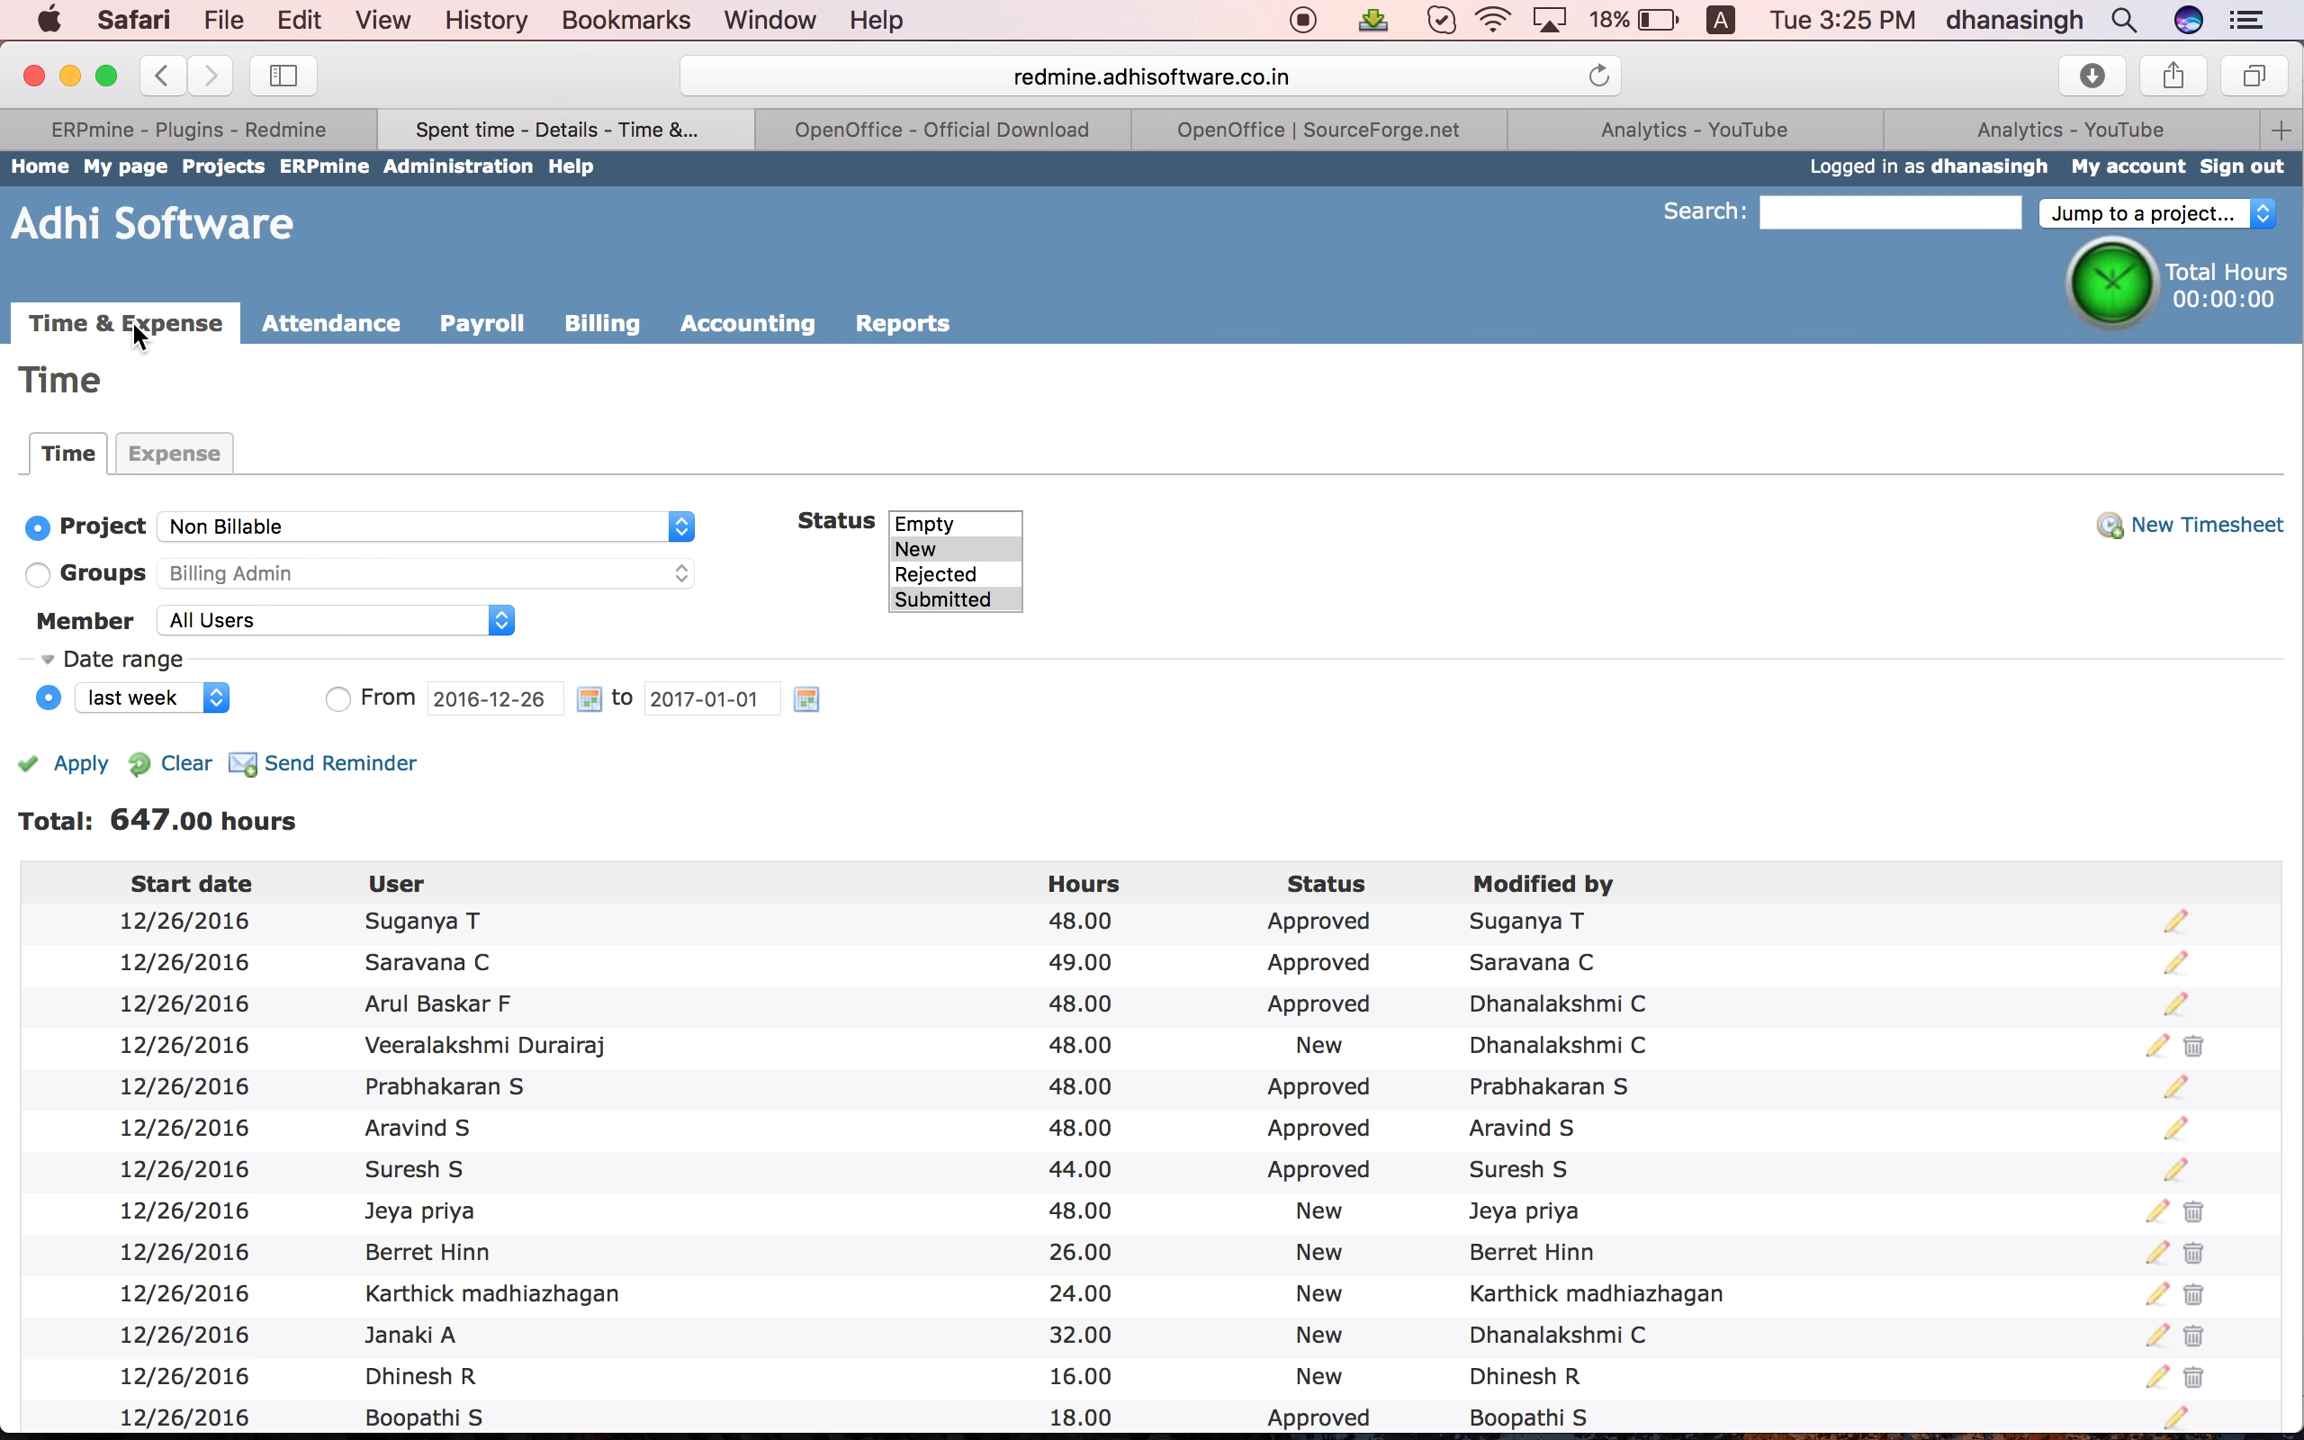 Safari File Edit View History Bookmarks Window Help 18% A Tue 3:25 PM dhanasingh
redmine.adhisoftware.co.in
ERPmine - Plugins - Redmine Spent time - Details - Time &... OpenOffice - Official Download OpenOffice | SourceForge.net Analytics - YouTube Analytics - YouTube
Home My page Projects ERPmine Administration Help Logged in as dhanasingh My account Sign out
Adhi Software Search: Jump to a project...
Total Hours
00:00:00
Time & Expense Attendance Payroll Billing Accounting Reports
Time
Time Expense
Project Non Billable Status Empty New Timesheet
New
Groups Billing Admin Rejected
Submitted
Member All Users
Date range
last week From 2016-12-26 to 2017-01-01
Apply Clear Send Reminder
Total: 647.00 hours
Start date User Hours Status Modified by
12/26/2016 Suganya T 48.00 Approved Suganya T
12/26/2016 Saravana C 49.00 Approved Saravana C
12/26/2016 Arul Baskar F 48.00 Approved Dhanalakshmi C
12/26/2016 Veeralakshmi Durairaj 48.00 New Dhanalakshmi C
12/26/2016 Prabhakaran S 48.00 Approved Prabhakaran S
12/26/2016 Aravind S 48.00 Approved Aravind S
12/26/2016 Suresh S 44.00 Approved Suresh S
12/26/2016 Jeya priya 48.00 New Jeya priya
12/26/2016 Berret Hinn 26.00 New Berret Hinn
12/26/2016 Karthick madhiazhagan 24.00 New Karthick madhiazhagan
12/26/2016 Janaki A 32.00 New Dhanalakshmi C
12/26/2016 Dhinesh R 16.00 New Dhinesh R
12/26/2016 Boopathi S 18.00 Approved Boopathi S